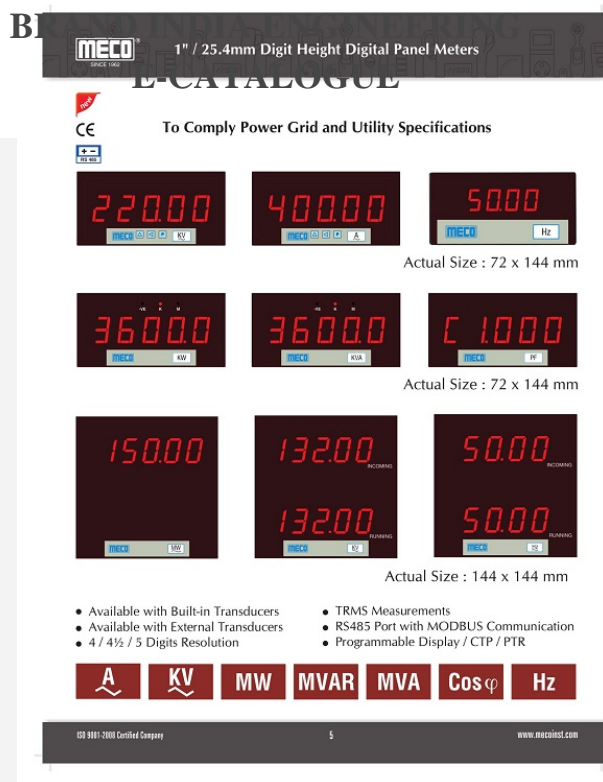 BRAND INDIA ENGINEERING
MECO
SINCE 1962
1" / 25.4mm Digit Height Digital Panel Meters
E-CATALOGUE
new
CE
To Comply Power Grid and Utility Specifications
+ -
RS 485
220.00
MECO KV
400.00
MECO A
50.00
MECO Hz
Actual Size : 72 x 144 mm
-VE K M
3600.0
MECO KW
-VE K M
3600.0
MECO KVA
C 1.000
MECO PF
Actual Size : 72 x 144 mm
150.00
MECO MW
132.00
INCOMING
132.00
RUNNING
MECO KV
50.00
INCOMING
50.00
RUNNING
MECO Hz
Actual Size : 144 x 144 mm
• Available with Built-in Transducers
• Available with External Transducers
• 4 / 4½ / 5 Digits Resolution
• TRMS Measurements
• RS485 Port with MODBUS Communication
• Programmable Display / CTP / PTR
A KV MW MVAR MVA Cos φ Hz
ISO 9001-2008 Certified Company 5 www.mecoinst.com